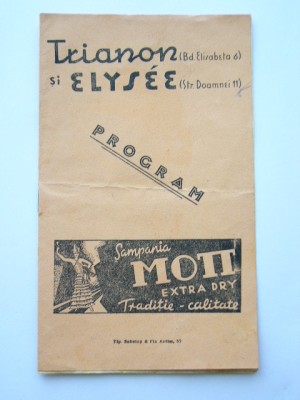 Trianon (Bd. Elisabeta 6)
și ELYSÉE (Str. Doamnei 11)
PROGRAM
Șampania
MOTT
EXTRA DRY
Tradiție - calitate